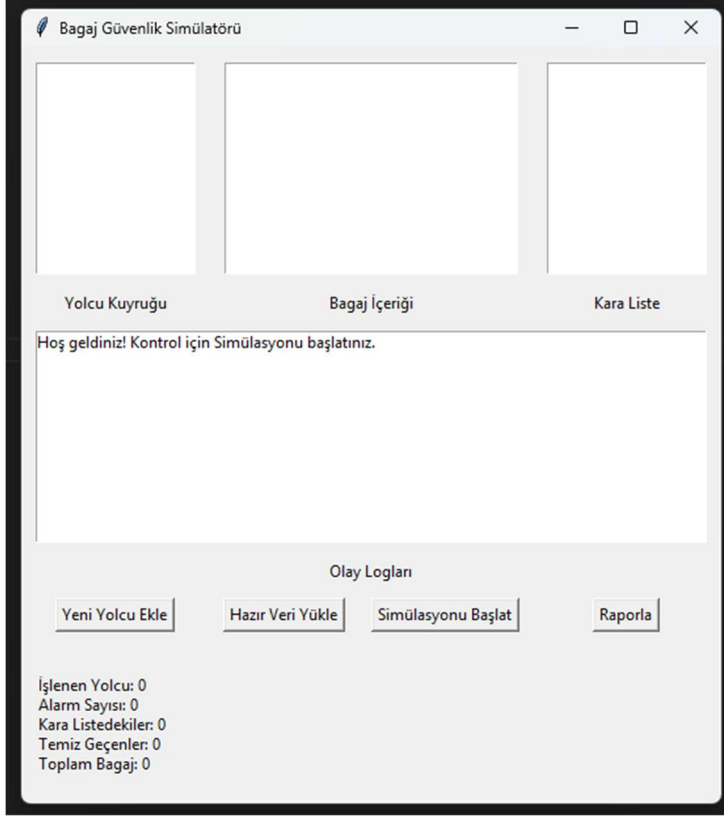 Bagaj Güvenlik Simülatörü
Yolcu Kuyruğu
Bagaj İçeriği
Kara Liste
Hoş geldiniz! Kontrol için Simülasyonu başlatınız.
Olay Logları
Yeni Yolcu Ekle
Hazır Veri Yükle
Simülasyonu Başlat
Raporla
İşlenen Yolcu: 0
Alarm Sayısı: 0
Kara Listedekiler: 0
Temiz Geçenler: 0
Toplam Bagaj: 0